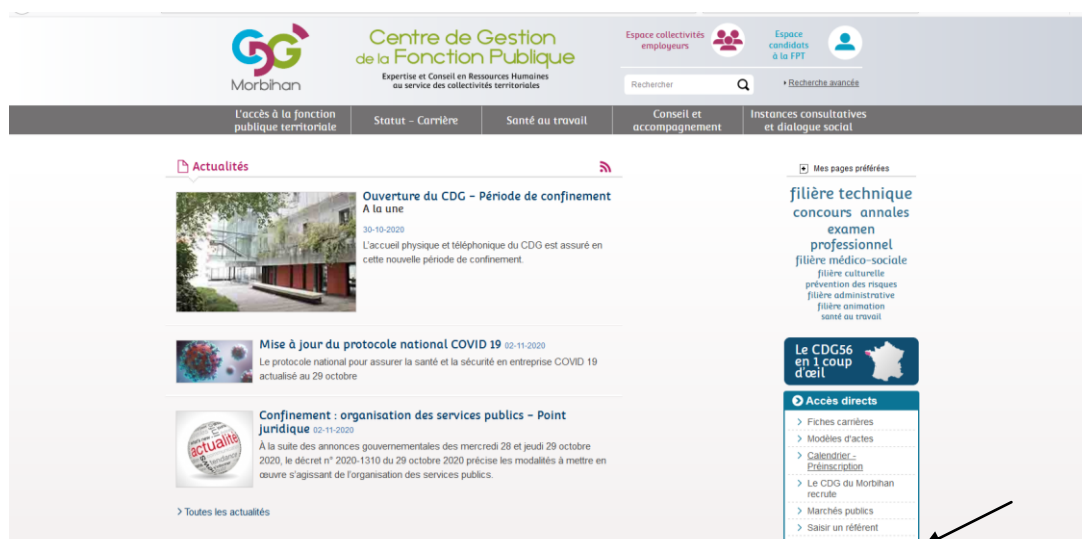 CDG
Morbihan
Centre de Gestion
de la Fonction Publique
Expertise et Conseil en Ressources Humaines
au service des collectivités territoriales
Espace collectivités
employeurs
Espace
candidats
à la FPT
Rechercher
Recherche avancée
L'accès à la fonction
publique territoriale
Statut - Carrière
Santé au travail
Conseil et
accompagnement
Instances consultatives
et dialogue social
Actualités
Ouverture du CDG - Période de confinement
A la une
30-10-2020
L'accueil physique et téléphonique du CDG est assuré en
cette nouvelle période de confinement.
Mise à jour du protocole national COVID 19 02-11-2020
Le protocole national pour assurer la santé et la sécurité en entreprise COVID 19
actualisé au 29 octobre
actualité
Confinement : organisation des services publics - Point
juridique 02-11-2020
À la suite des annonces gouvernementales des mercredi 28 et jeudi 29 octobre
2020, le décret n° 2020-1310 du 29 octobre 2020 précise les modalités à mettre en
œuvre s'agissant de l'organisation des services publics.
> Toutes les actualités
Mes pages préférées
filière technique
concours annales
examen
professionnel
filière médico-sociale
filière culturelle
prévention des risques
filière administrative
filière animation
santé au travail
Le CDG56
en 1 coup
d'œil
Accès directs
> Fiches carrières
> Modèles d'actes
> Calendrier -
Préinscription
> Le CDG du Morbihan
recrute
> Marchés publics
> Saisir un référent